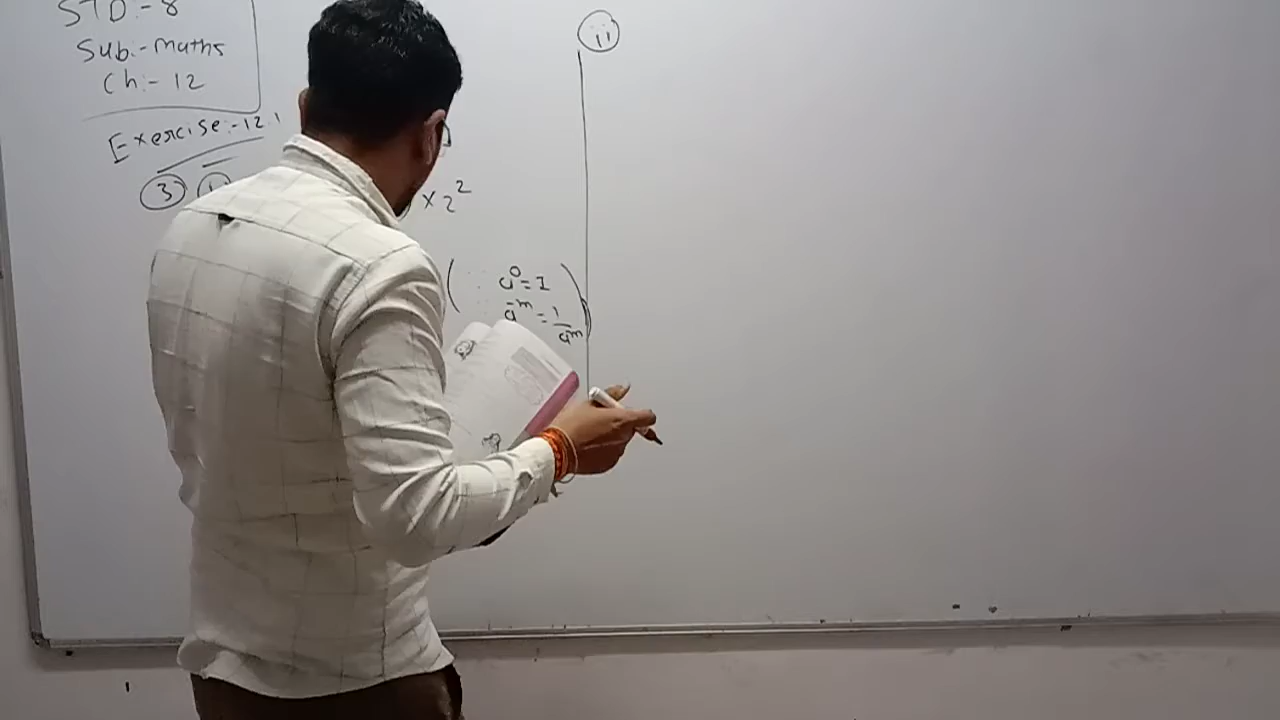 STD:- 8
Sub:- maths
Ch:- 12
Exercise:-12.1
3
× 2²
a⁰ = 1
a⁻ᵐ = 1/aᵐ
ii